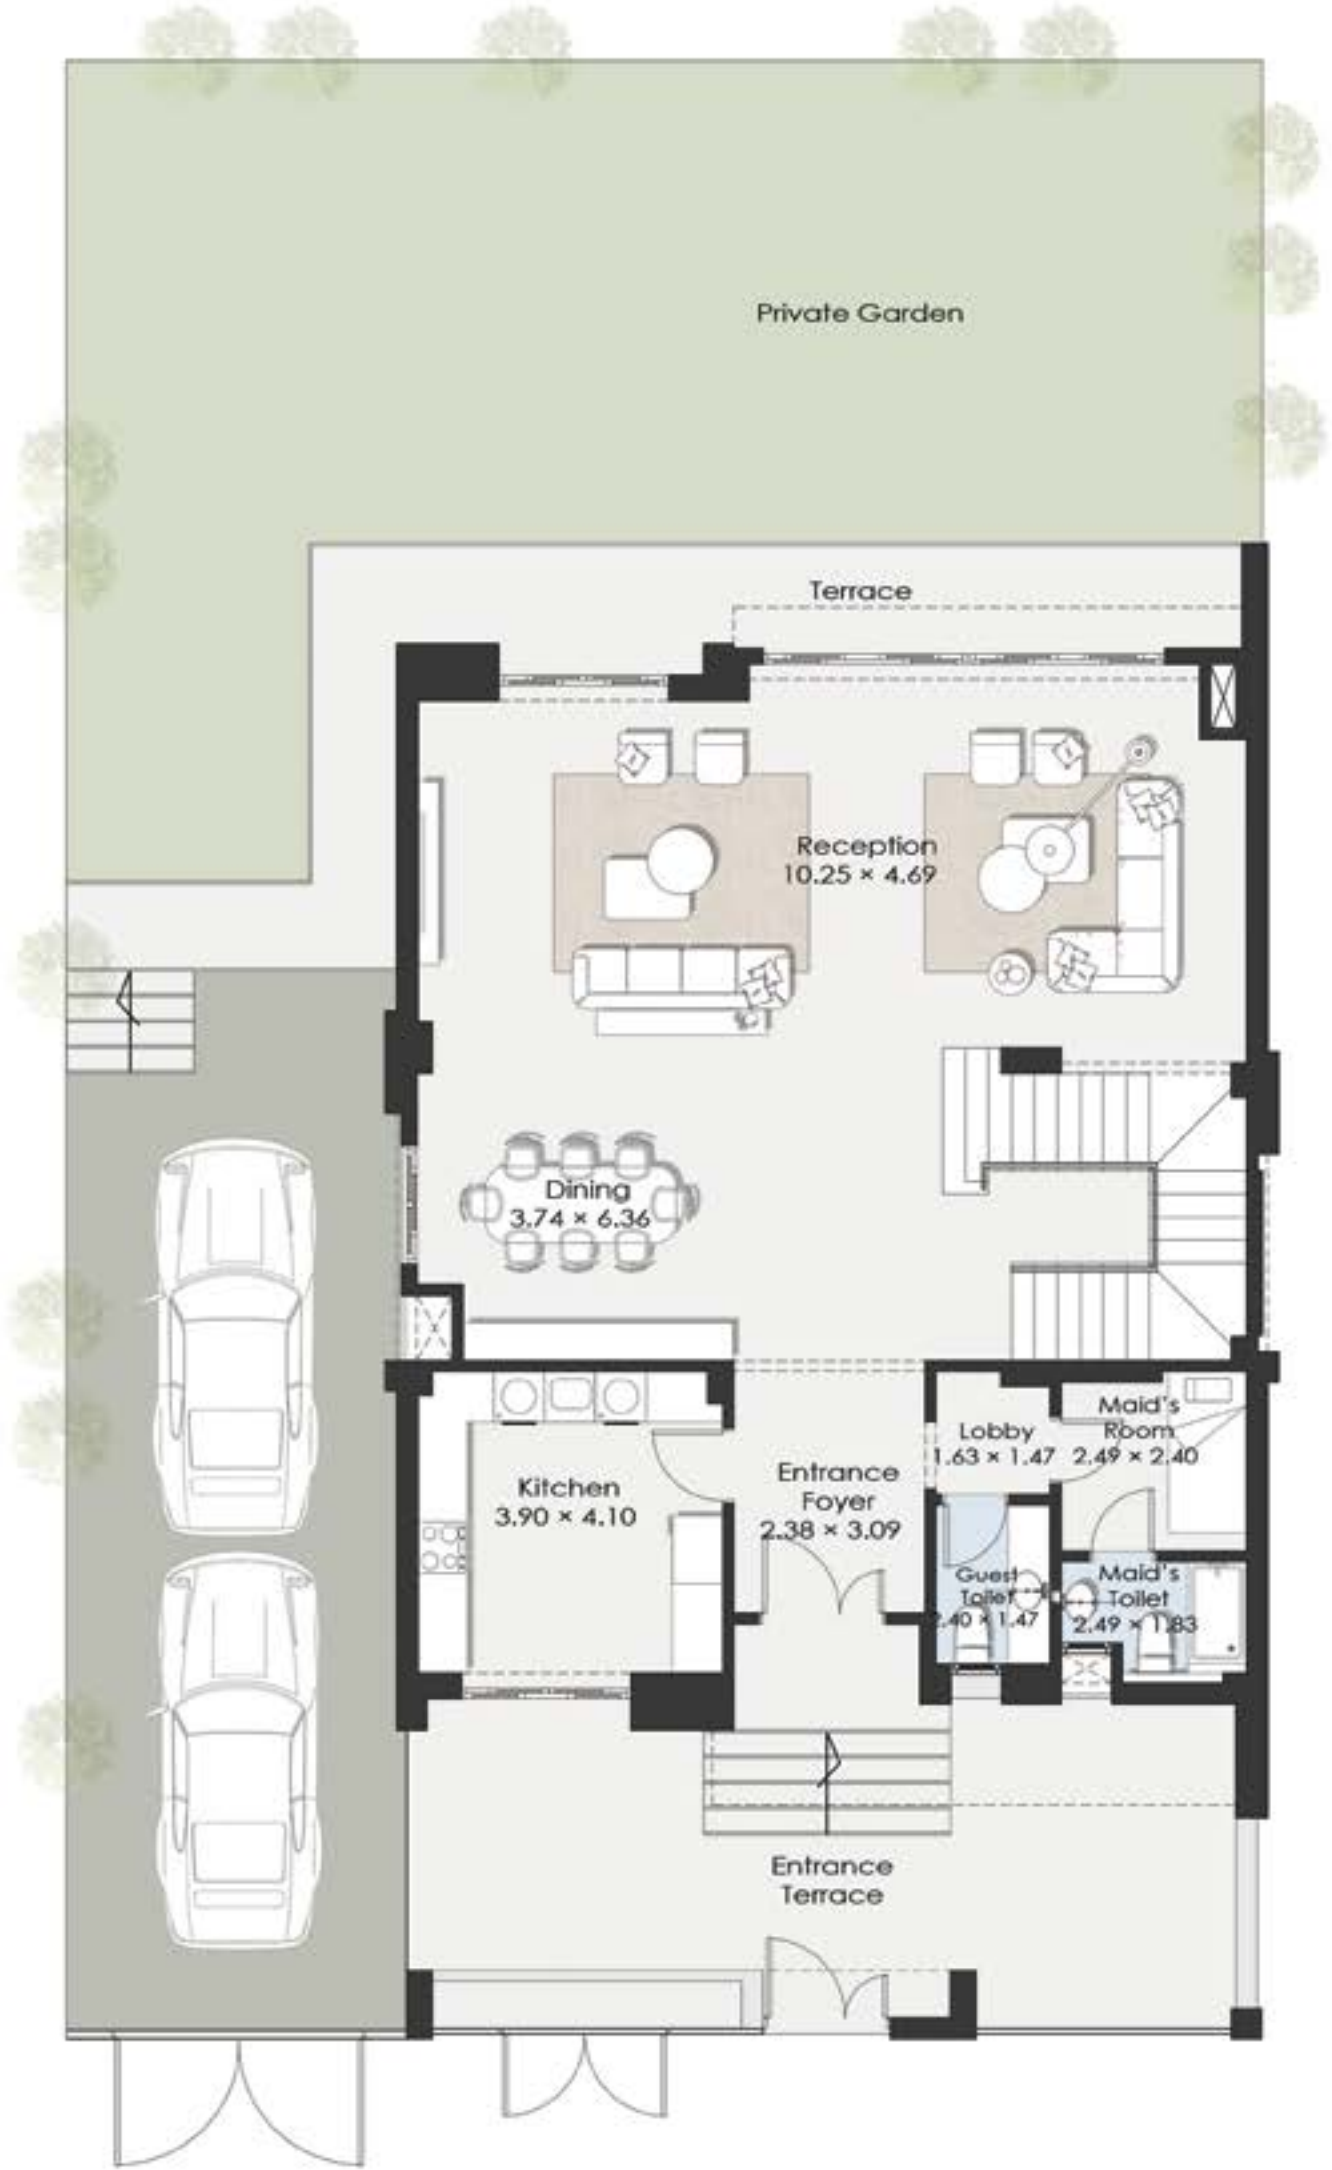 Private Garden
Terrace
Reception
10.25 × 4.69
Dining
3.74 × 6.36
Kitchen
3.90 × 4.10
Entrance
Foyer
2.38 × 3.09
Lobby
1.63 × 1.47
Maid's
Room
2.49 × 2.40
Guest
Toilet
2.40 × 1.47
Maid's
Toilet
2.49 × 1.83
Entrance
Terrace